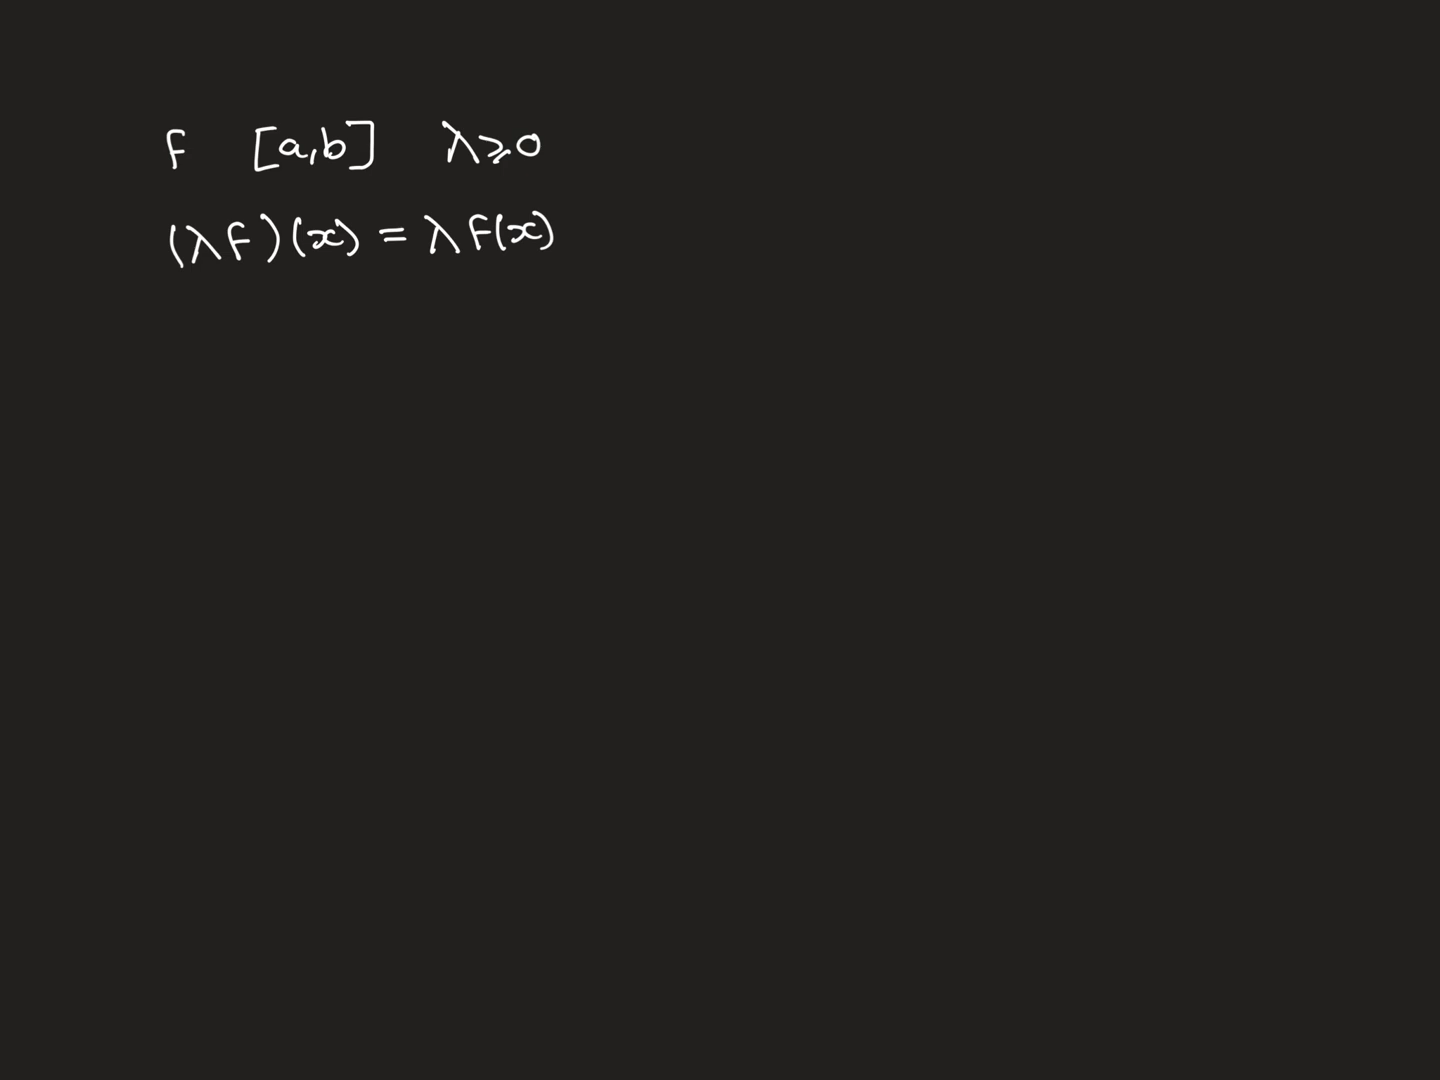 f [a,b] λ⩾0
(λf)(x) = λf(x)